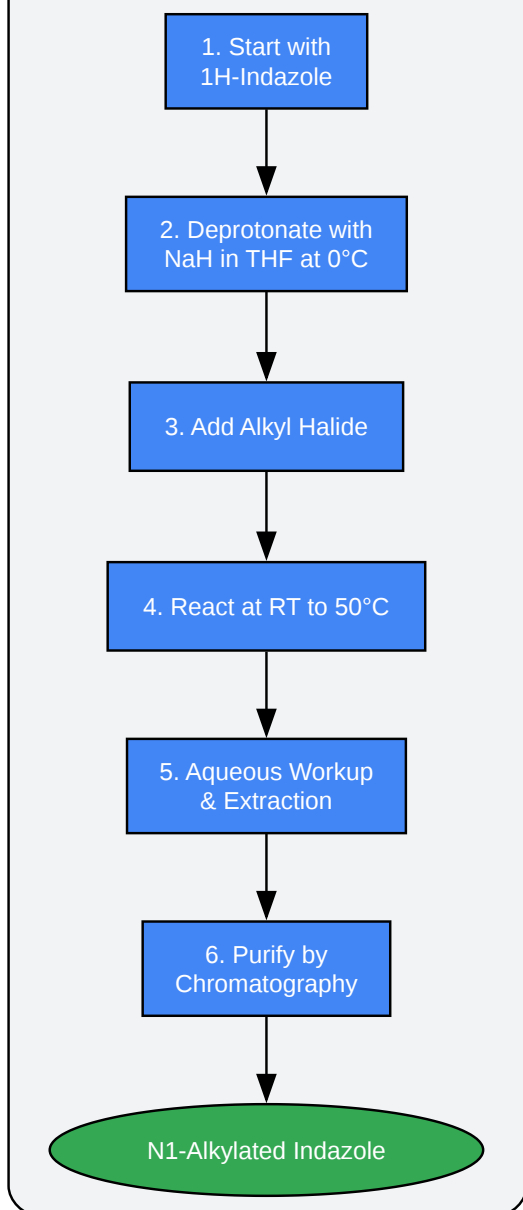 1. Start with
1H-Indazole
2. Deprotonate with
NaH in THF at 0°C
3. Add Alkyl Halide
4. React at RT to 50°C
5. Aqueous Workup
& Extraction
6. Purify by
Chromatography
N1-Alkylated Indazole